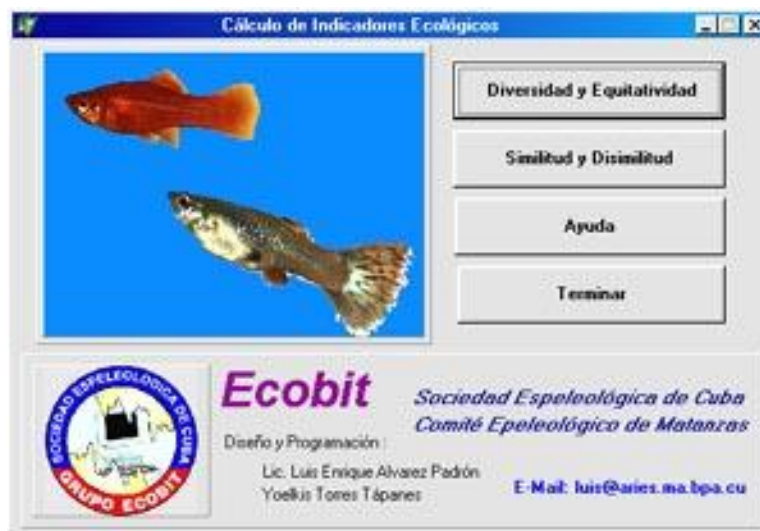 Cálculo de Indicadores Ecológicos
Diversidad y Equitatividad
Similitud y Disimilitud
Ayuda
Terminar
SOCIEDAD ESPELEOLOGICA DE CUBA
GRUPO ECOBIT
Ecobit
Diseño y Programación :
Lic. Luis Enrique Alvarez Padrón
Yoelkis Torres Tápanes
Sociedad Espeleológica de Cuba
Comité Epeleológico de Matanzas
E-Mail: luis@aries.ma.bpa.cu